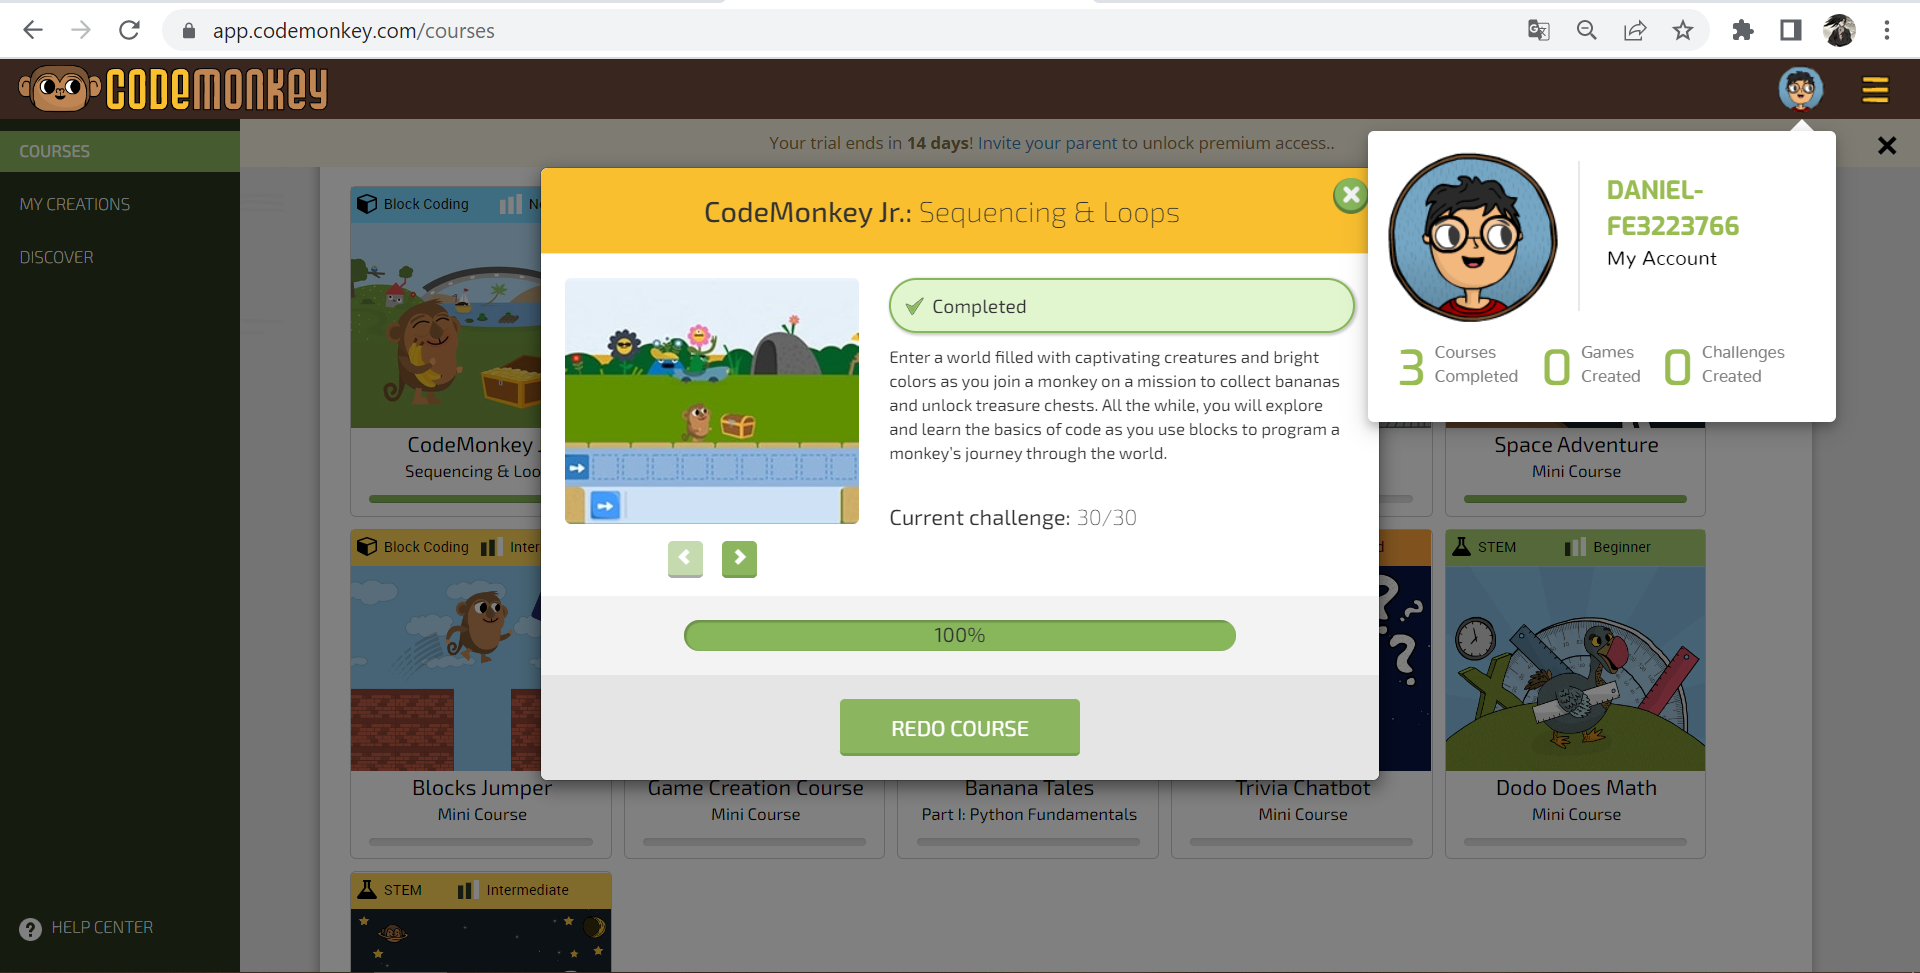 app.codemonkey.com/courses
CODEMONKEY
COURSES
MY CREATIONS
DISCOVER
HELP CENTER
Your trial ends in 14 days! Invite your parent to unlock premium access..
DANIEL-
FE3223766
My Account
3 Courses Completed
0 Games Created
0 Challenges Created
CodeMonkey Jr.: Sequencing & Loops
Completed
Enter a world filled with captivating creatures and bright
colors as you join a monkey on a mission to collect bananas
and unlock treasure chests. All the while, you will explore
and learn the basics of code as you use blocks to program a
monkey's journey through the world.
Current challenge: 30/30
100%
REDO COURSE
Block Coding
CodeMonkey J
Sequencing & Loo
Space Adventure
Mini Course
Block Coding Inter
STEM Beginner
Blocks Jumper
Mini Course
Game Creation Course
Mini Course
Banana Tales
Part I: Python Fundamentals
Trivia Chatbot
Mini Course
Dodo Does Math
Mini Course
STEM Intermediate